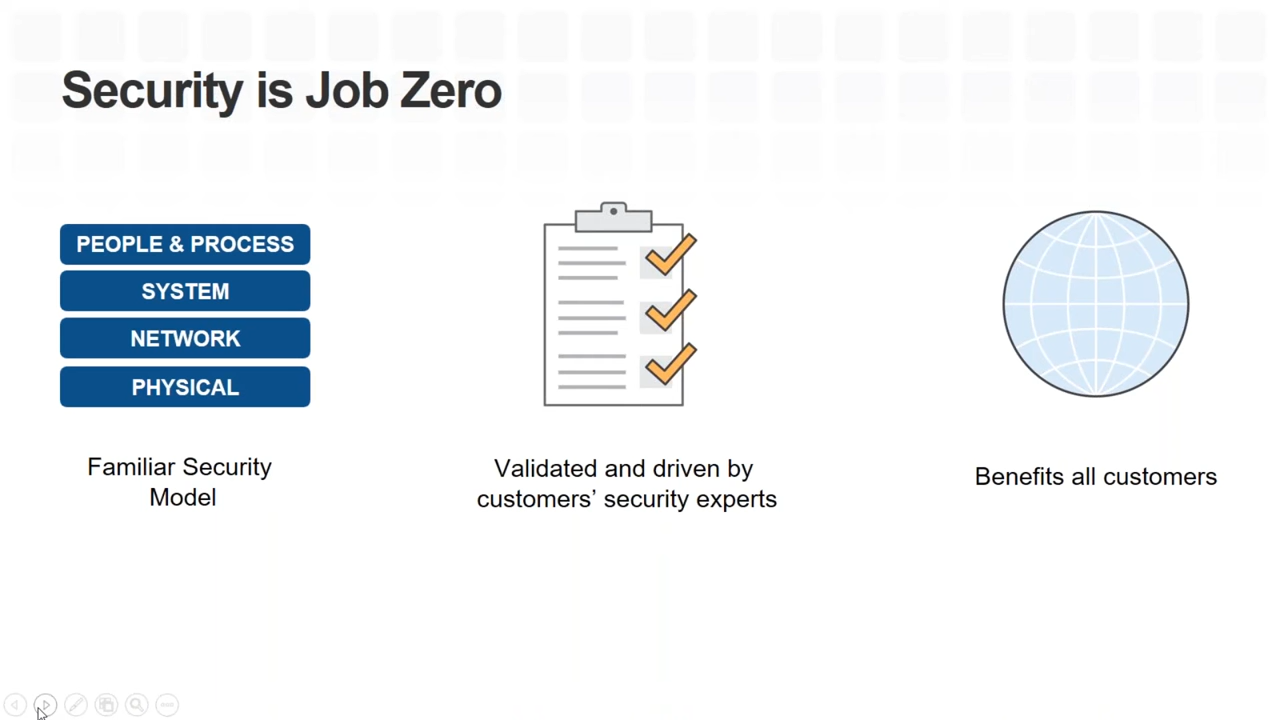 Security is Job Zero
PEOPLE & PROCESS
SYSTEM
NETWORK
PHYSICAL
Familiar Security
Model
Validated and driven by
customers’ security experts
Benefits all customers